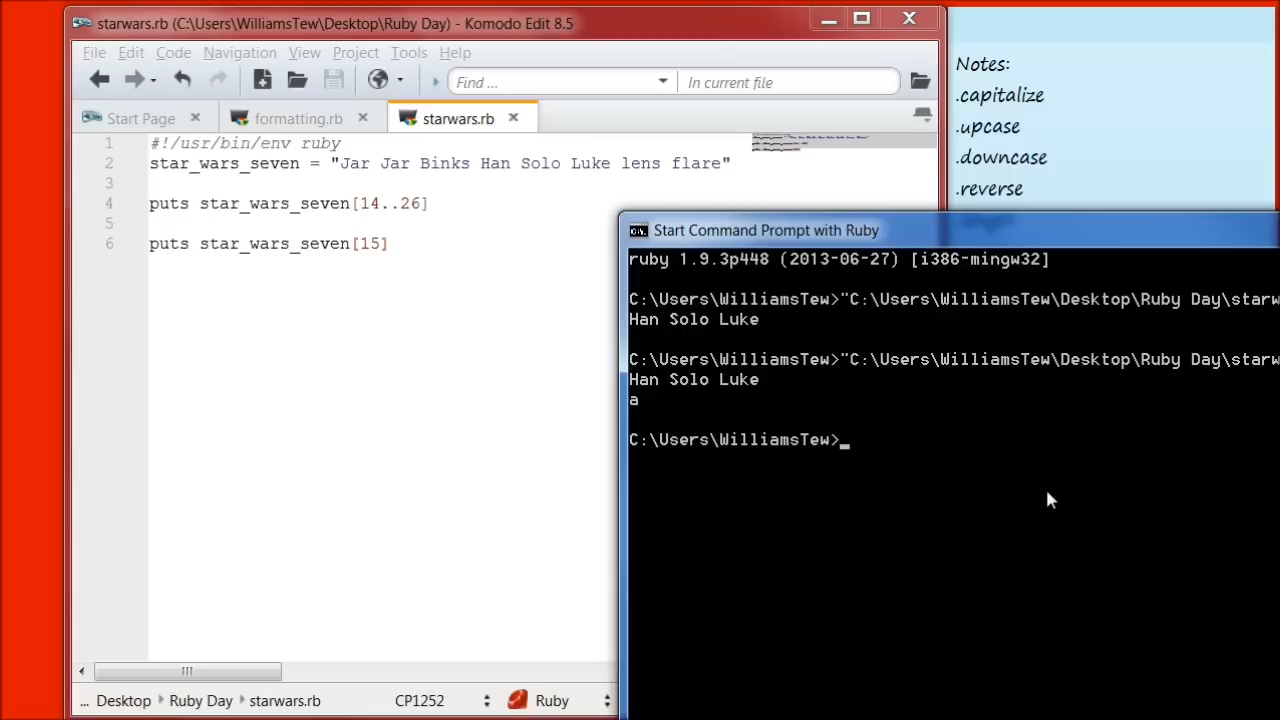 starwars.rb (C:\Users\WilliamsTew\Desktop\Ruby Day) - Komodo Edit 8.5
File Edit Code Navigation View Project Tools Help
Find ... In current file
Start Page formatting.rb starwars.rb
1 #!/usr/bin/env ruby
2 star_wars_seven = "Jar Jar Binks Han Solo Luke lens flare"
3
4 puts star_wars_seven[14..26]
5
6 puts star_wars_seven[15]
... Desktop Ruby Day starwars.rb CP1252 Ruby
Notes:
.capitalize
.upcase
.downcase
.reverse
Start Command Prompt with Ruby
ruby 1.9.3p448 (2013-06-27) [i386-mingw32]
C:\Users\WilliamsTew>"C:\Users\WilliamsTew\Desktop\Ruby Day\starw
Han Solo Luke
C:\Users\WilliamsTew>"C:\Users\WilliamsTew\Desktop\Ruby Day\starw
Han Solo Luke
a
C:\Users\WilliamsTew>_